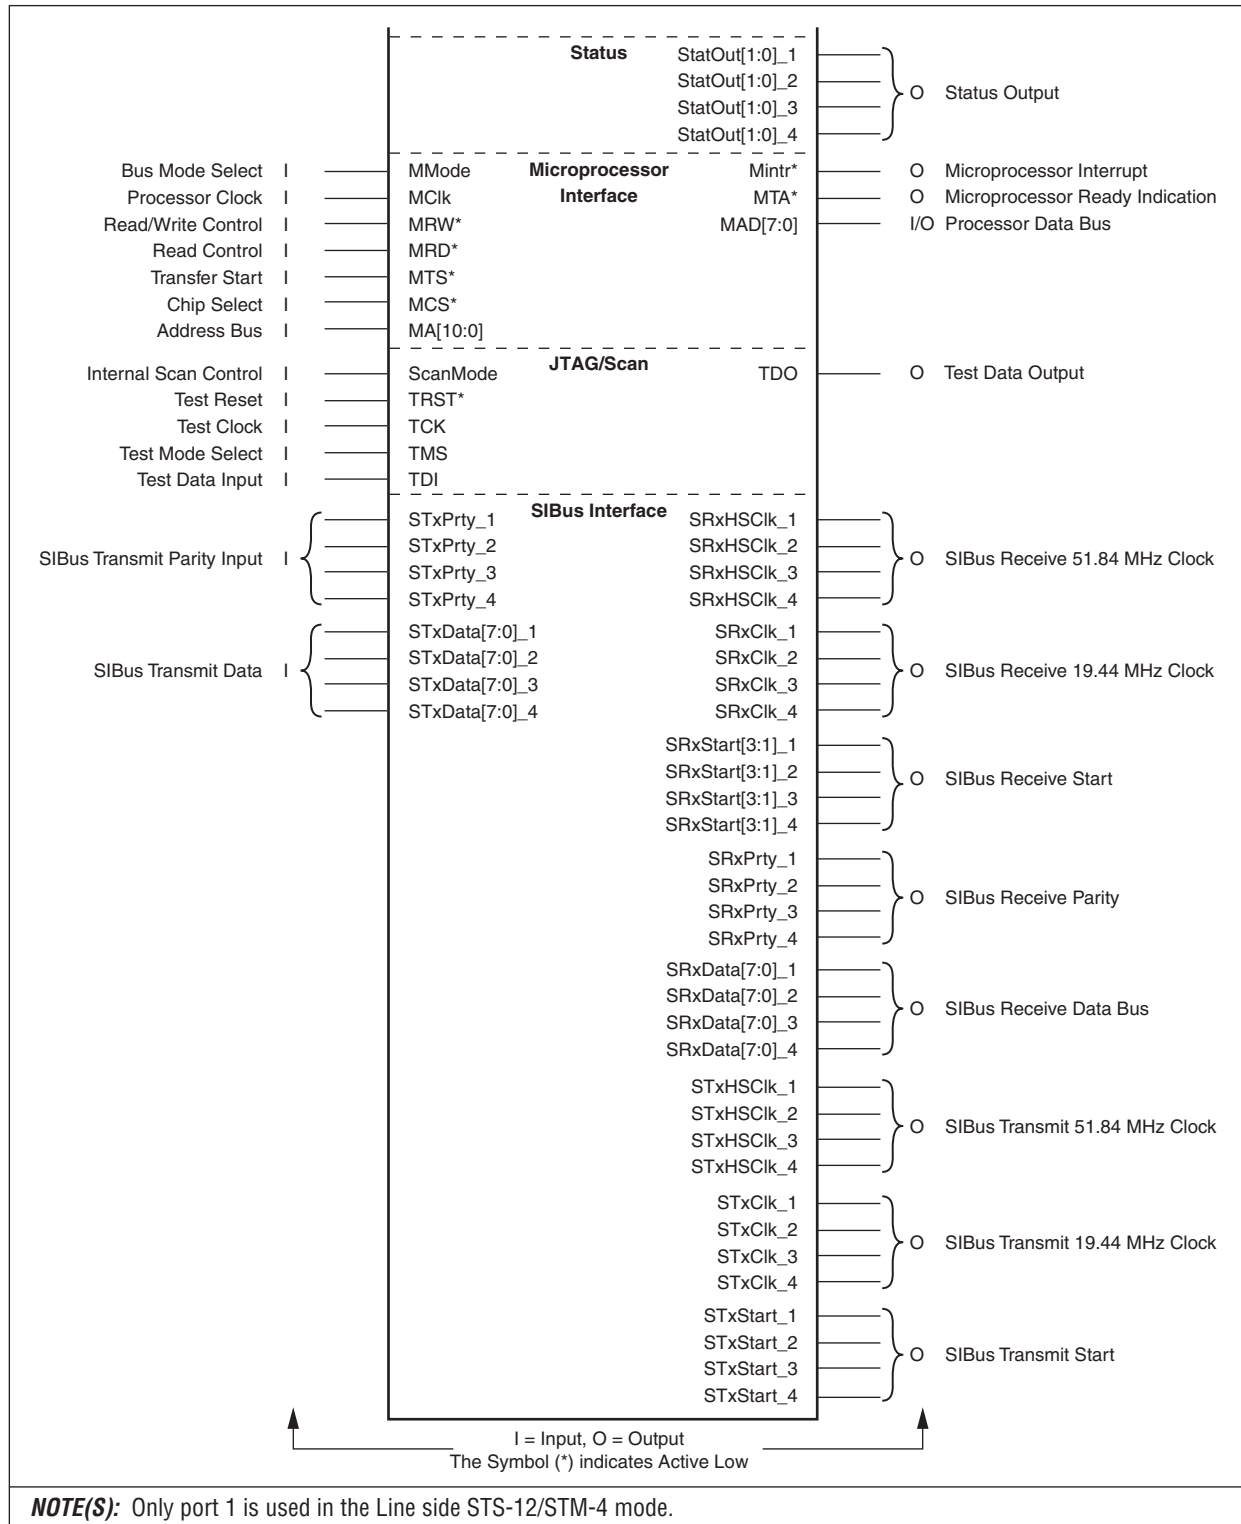 Status StatOut[1:0]_1
StatOut[1:0]_2
StatOut[1:0]_3
StatOut[1:0]_4
O Status Output
Bus Mode Select I MMode Microprocessor Mintr* O Microprocessor Interrupt
Processor Clock I MClk Interface MTA* O Microprocessor Ready Indication
Read/Write Control I MRW* MAD[7:0] I/O Processor Data Bus
Read Control I MRD*
Transfer Start I MTS*
Chip Select I MCS*
Address Bus I MA[10:0]
JTAG/Scan
Internal Scan Control I ScanMode TDO O Test Data Output
Test Reset I TRST*
Test Clock I TCK
Test Mode Select I TMS
Test Data Input I TDI
SIBus Interface
STxPrty_1 SRxHSClk_1
STxPrty_2 SRxHSClk_2
SIBus Transmit Parity Input I O SIBus Receive 51.84 MHz Clock
STxPrty_3 SRxHSClk_3
STxPrty_4 SRxHSClk_4
STxData[7:0]_1 SRxClk_1
STxData[7:0]_2 SRxClk_2
SIBus Transmit Data I O SIBus Receive 19.44 MHz Clock
STxData[7:0]_3 SRxClk_3
STxData[7:0]_4 SRxClk_4
SRxStart[3:1]_1
SRxStart[3:1]_2
O SIBus Receive Start
SRxStart[3:1]_3
SRxStart[3:1]_4
SRxPrty_1
SRxPrty_2
O SIBus Receive Parity
SRxPrty_3
SRxPrty_4
SRxData[7:0]_1
SRxData[7:0]_2
O SIBus Receive Data Bus
SRxData[7:0]_3
SRxData[7:0]_4
STxHSClk_1
STxHSClk_2
O SIBus Transmit 51.84 MHz Clock
STxHSClk_3
STxHSClk_4
STxClk_1
STxClk_2
O SIBus Transmit 19.44 MHz Clock
STxClk_3
STxClk_4
STxStart_1
STxStart_2
O SIBus Transmit Start
STxStart_3
STxStart_4
I = Input, O = Output
The Symbol (*) indicates Active Low
NOTE(S): Only port 1 is used in the Line side STS-12/STM-4 mode.